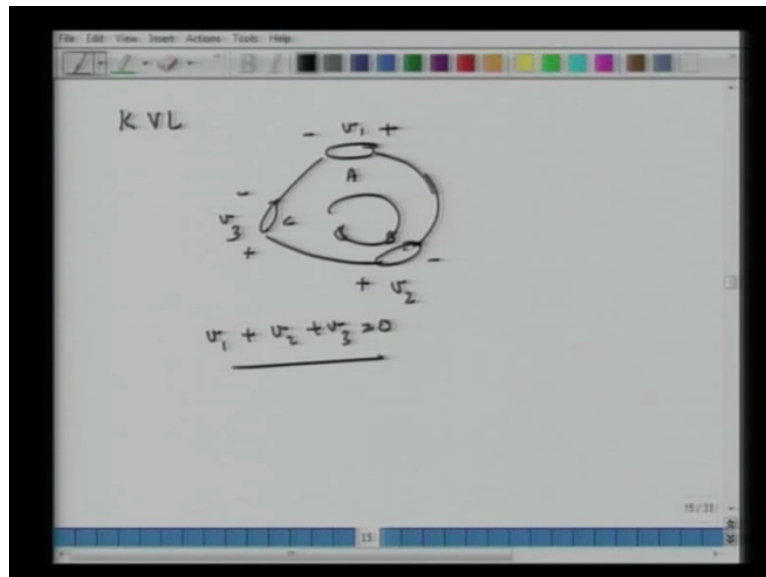 File Edit View Insert Actions Tools Help
KVL
- v₁ +
A
-
v₃ C
+
B
-
+ v₂
v₁ + v₂ + v₃ = 0
15/31
15